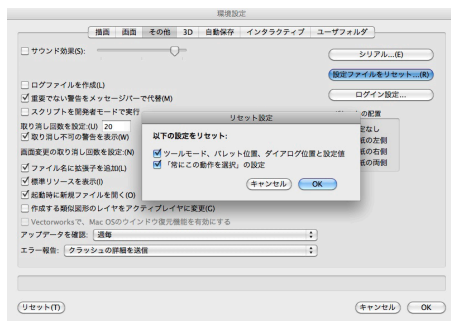 環境設定
描画 画面 その他 3D 自動保存 インタラクティブ ユーザフォルダ
サウンド効果(S):
シリアル...(E)
設定ファイルをリセット...(R)
ログイン設定...
ログファイルを作成(L)
重要でない警告をメッセージバーで代替(M)
スクリプトを開発者モードで実行
取り消し回数を設定:(U) 20
取り消し不可の警告を表示(W)
画面変更の取り消し回数を設定:(N)
ファイル名に拡張子を追加(L)
標準リソースを表示(I)
起動時に新規ファイルを開く(O)
作成する類似図形のレイヤをアクティブレイヤに変更(C)
Vectorworksで、Mac OSのウインドウ復元機能を有効にする
アップデータを確認: 毎週
エラー報告: クラッシュの詳細を送信
の配置
定なし
紙の左側
紙の右側
紙の両側
リセット設定
以下の設定をリセット:
ツールモード、パレット位置、ダイアログ位置と設定値
「常にこの動作を選択」の設定
キャンセル OK
リセット(T)
キャンセル OK